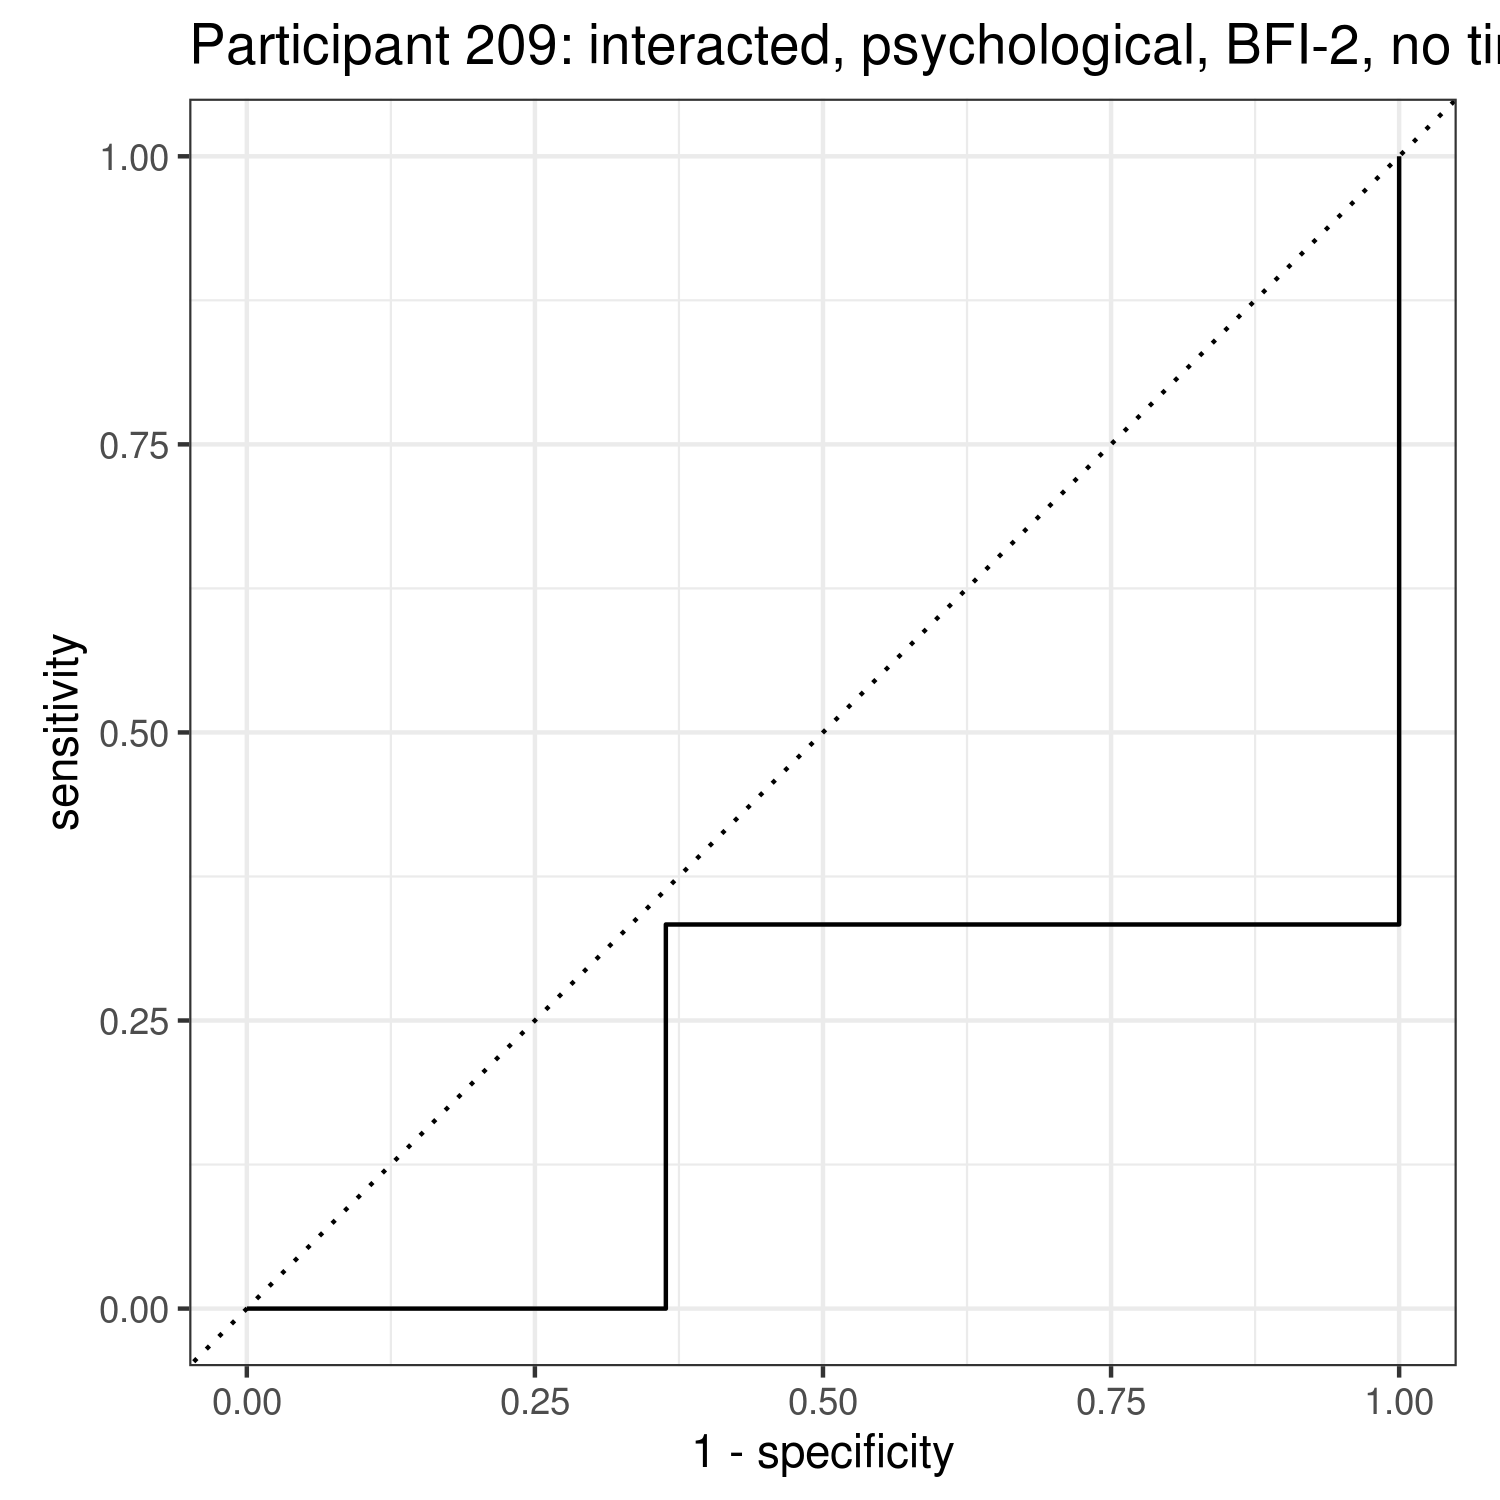 Participant 209: interacted, psychological, BFI-2, no
1.00
0.75
0.50
0.25
0.00
sensitivity
0.00 0.25 0.50 0.75 1.00
1 - specificity